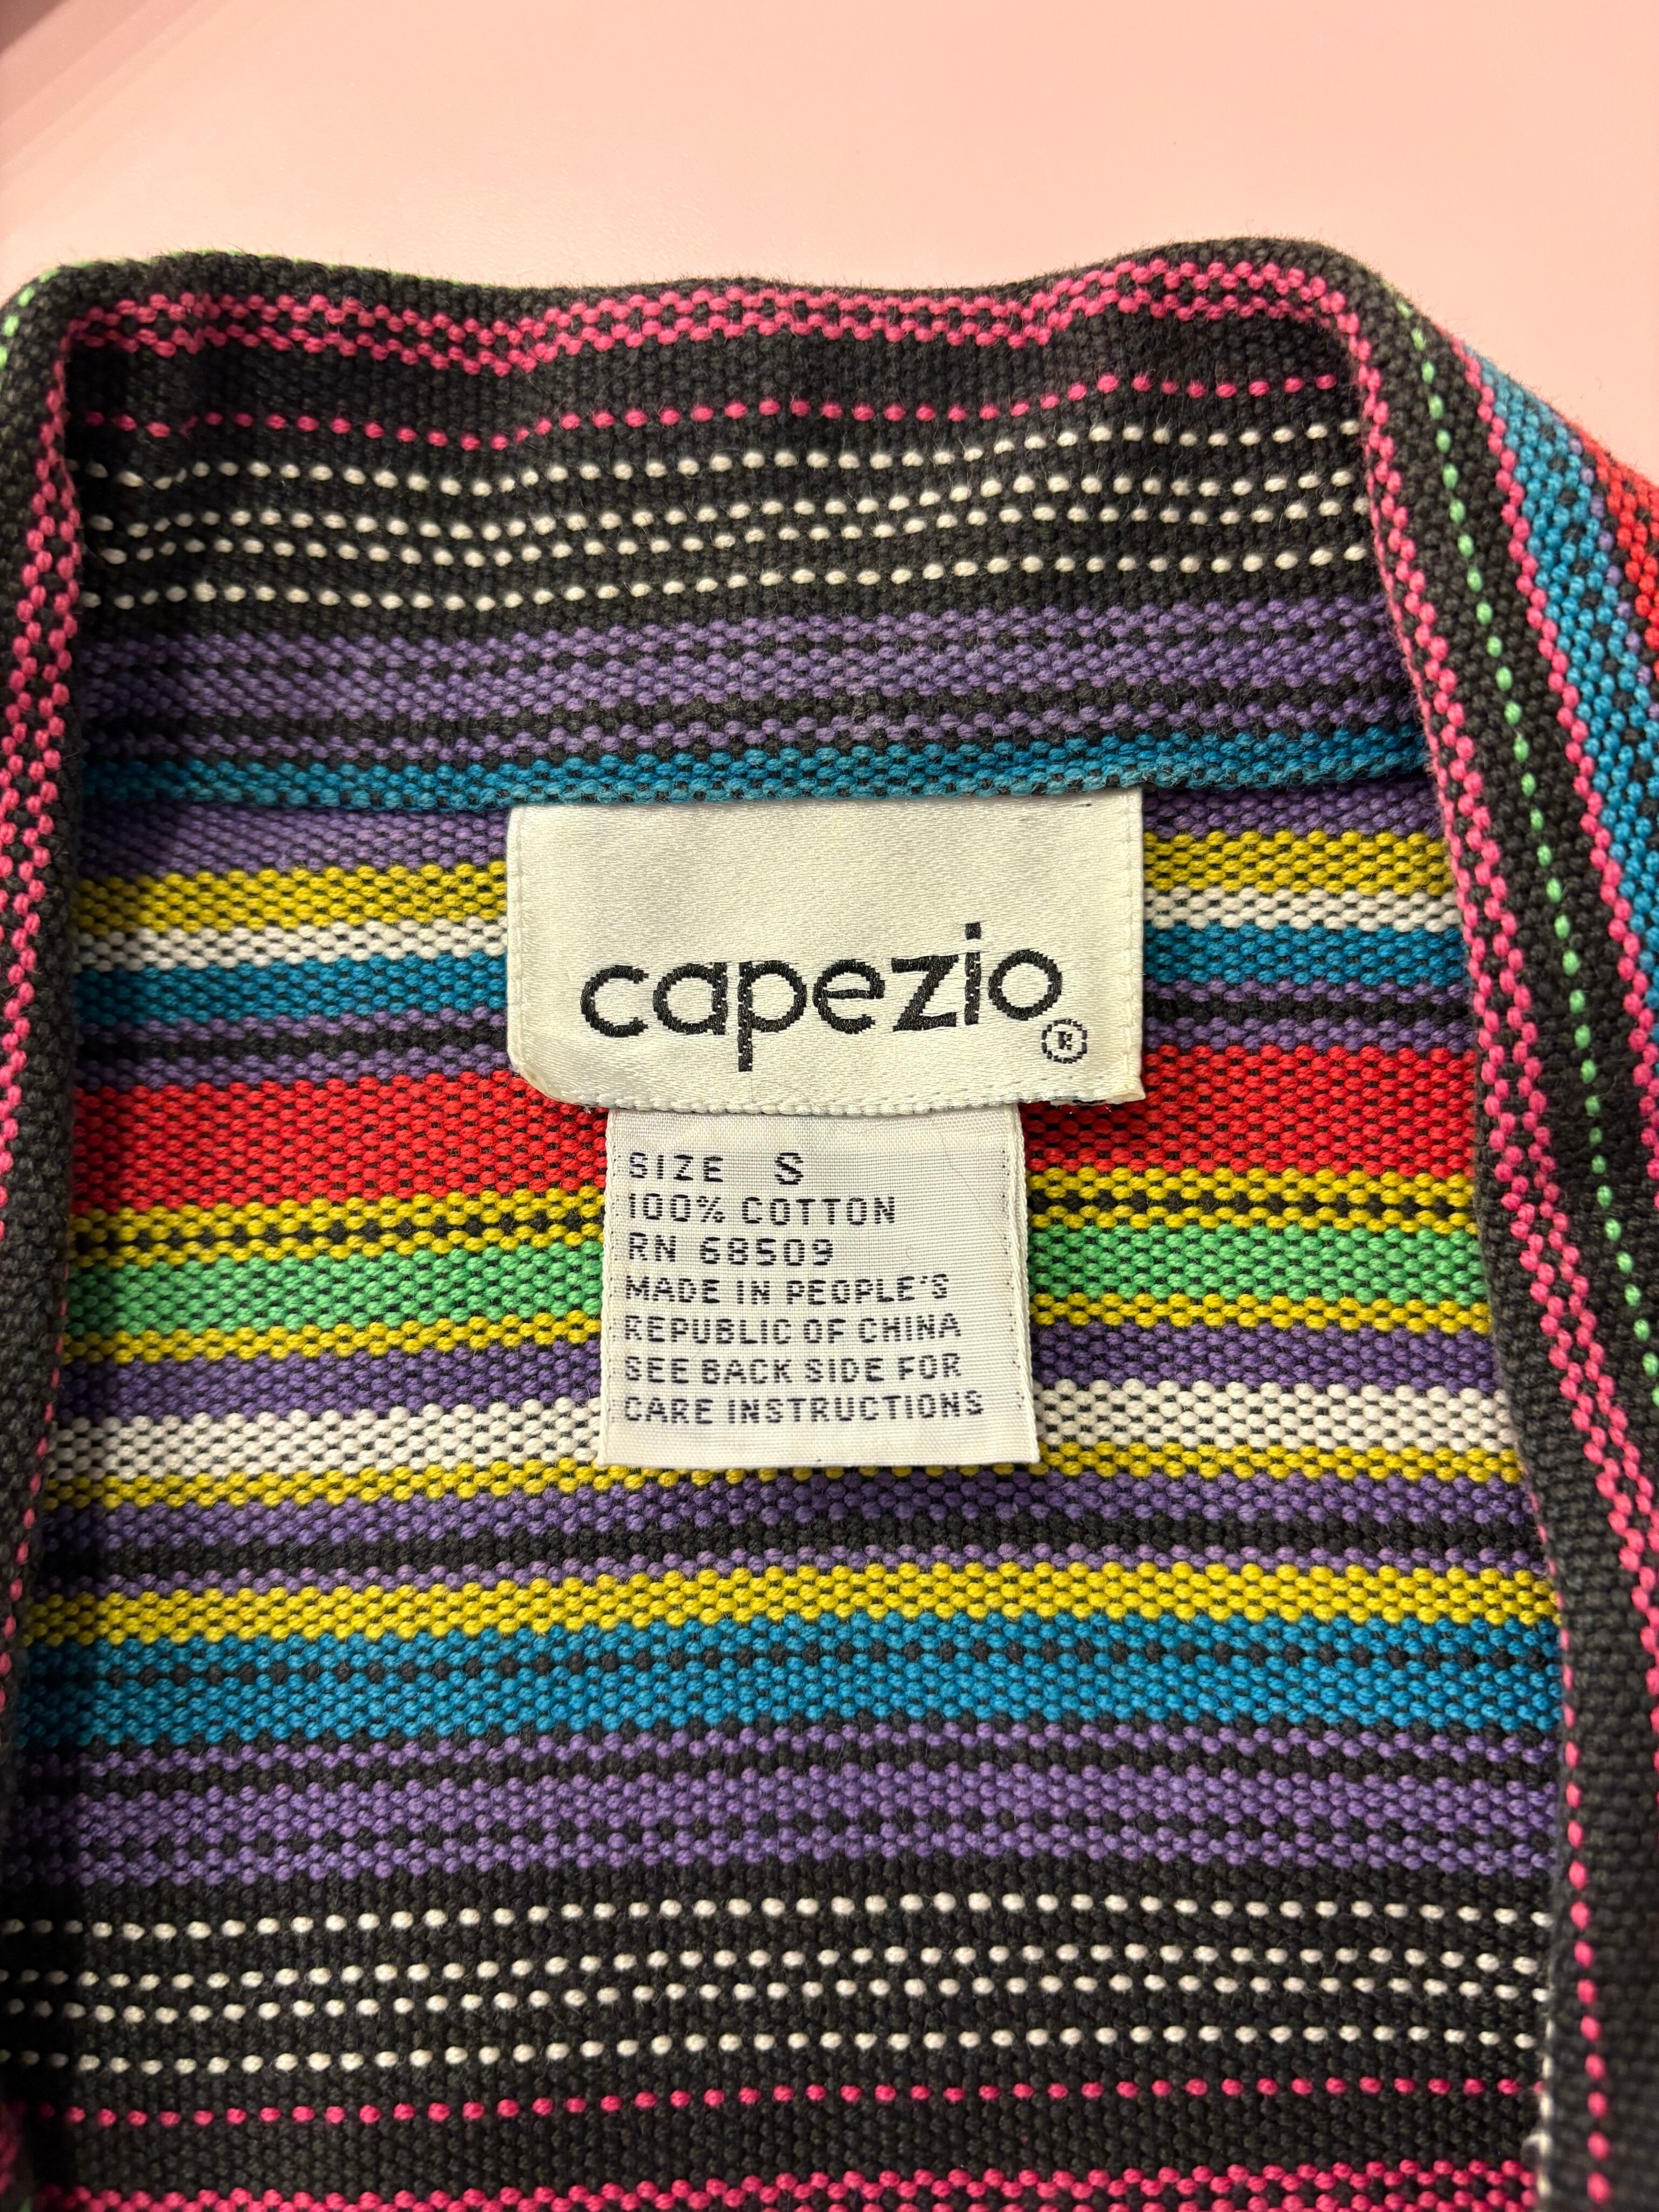 capezio®
SIZE S
100% COTTON
RN 68509
MADE IN PEOPLE'S
REPUBLIC OF CHINA
SEE BACK SIDE FOR
CARE INSTRUCTIONS